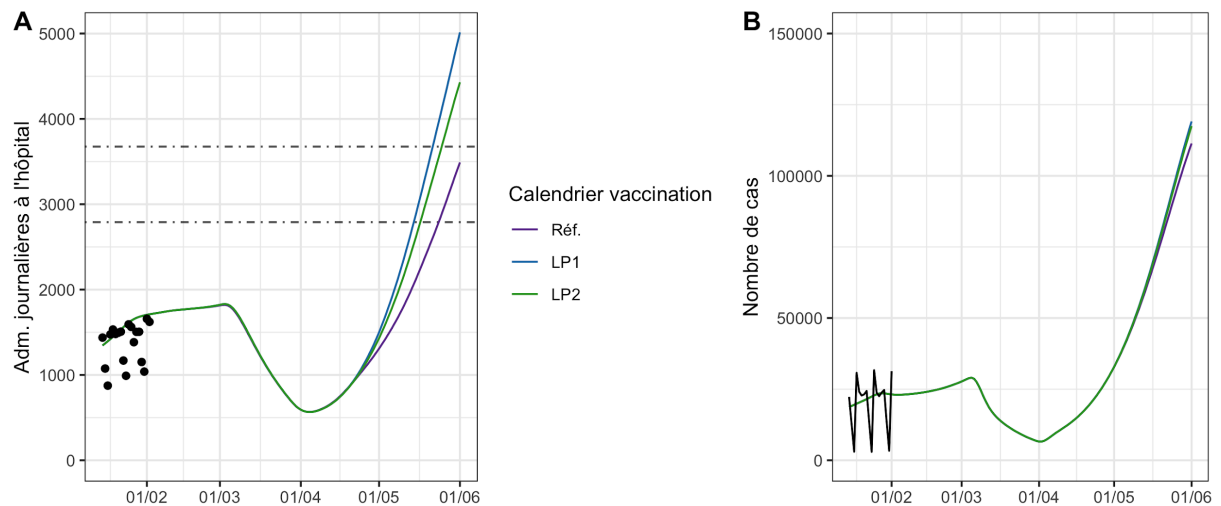 A
Adm. journalières à l'hôpital
5000
4000
3000
2000
1000
0
01/02
01/03
01/04
01/05
01/06
Calendrier vaccination
Réf.
LP1
LP2
B
Nombre de cas
150000
100000
50000
0
01/02
01/03
01/04
01/05
01/06